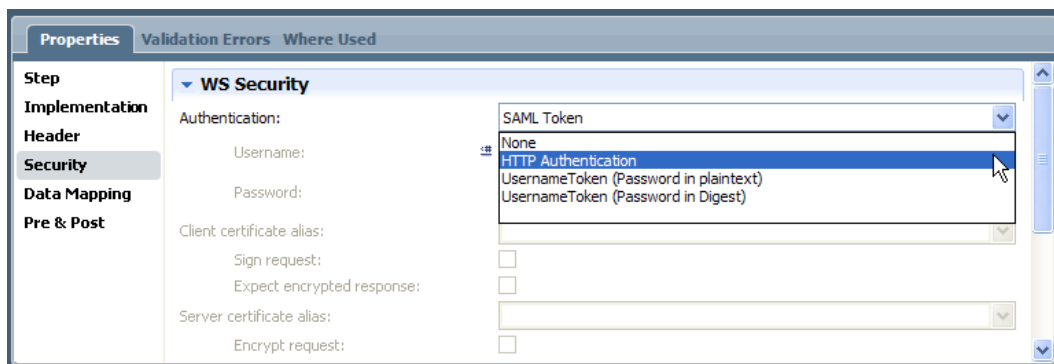 Properties Validation Errors Where Used
Step
Implementation
Header
Security
Data Mapping
Pre & Post
WS Security
Authentication: SAML Token
None
HTTP Authentication
UsernameToken (Password in plaintext)
UsernameToken (Password in Digest)
Username:
Password:
Client certificate alias:
Sign request:
Expect encrypted response:
Server certificate alias:
Encrypt request: